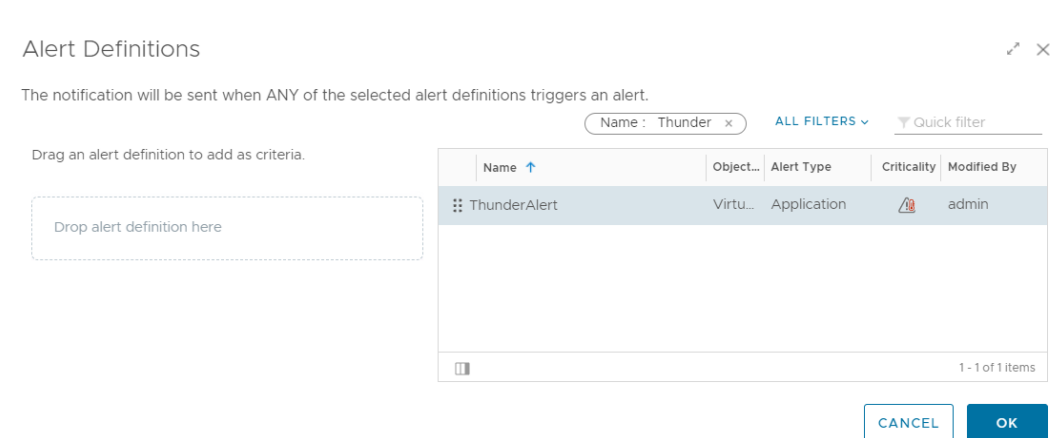 Alert Definitions
The notification will be sent when ANY of the selected alert definitions triggers an alert.
Name : Thunder × ALL FILTERS Quick filter
Drag an alert definition to add as criteria.
Drop alert definition here
Name Object... Alert Type Criticality Modified By
ThunderAlert Virtu... Application admin
1 - 1 of 1 items
CANCEL OK